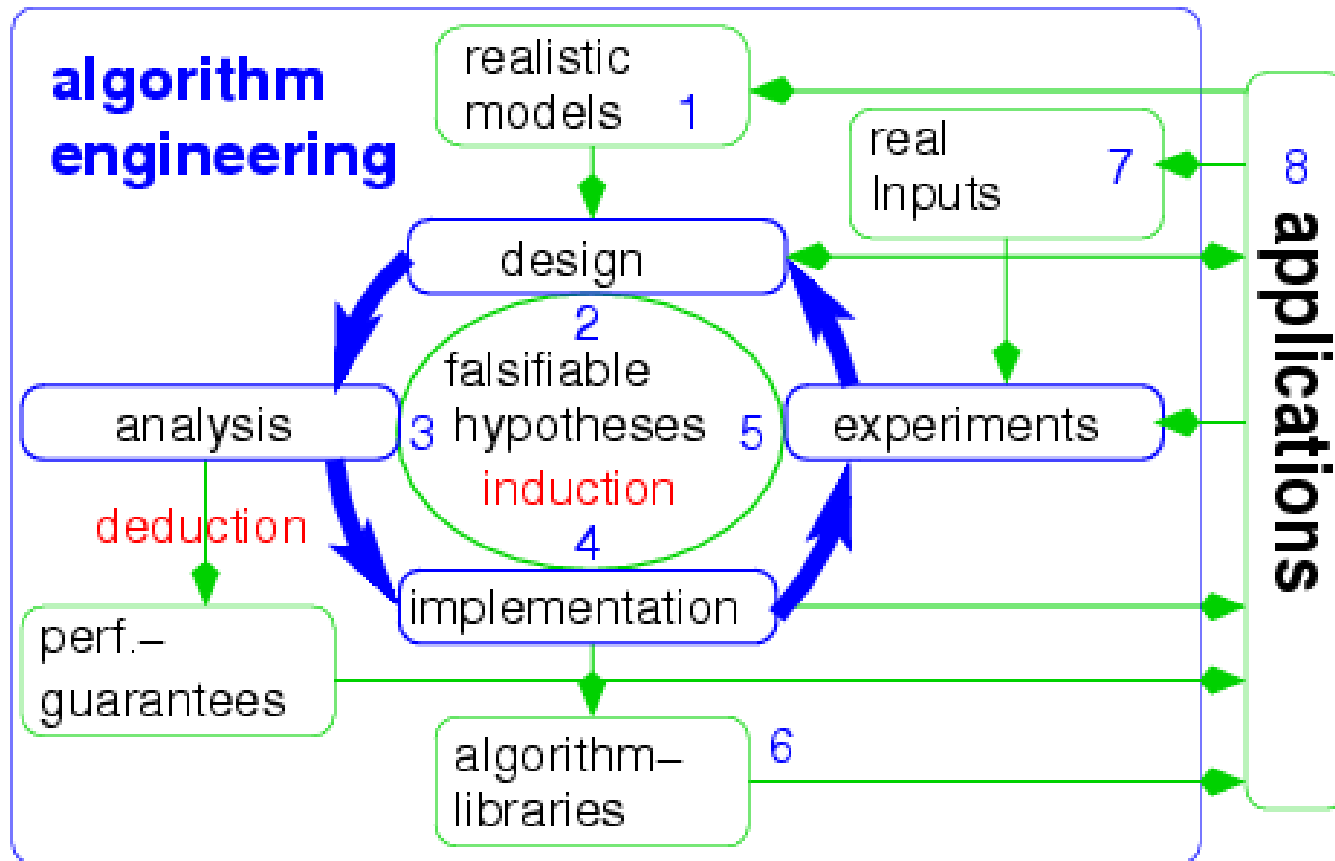 algorithm
engineering
realistic
models 1
real
Inputs 7
8 applications
design
2
falsifiable
hypotheses
induction
4
analysis
3
5
experiments
deduction
implementation
perf.–
guarantees
algorithm–
libraries
6